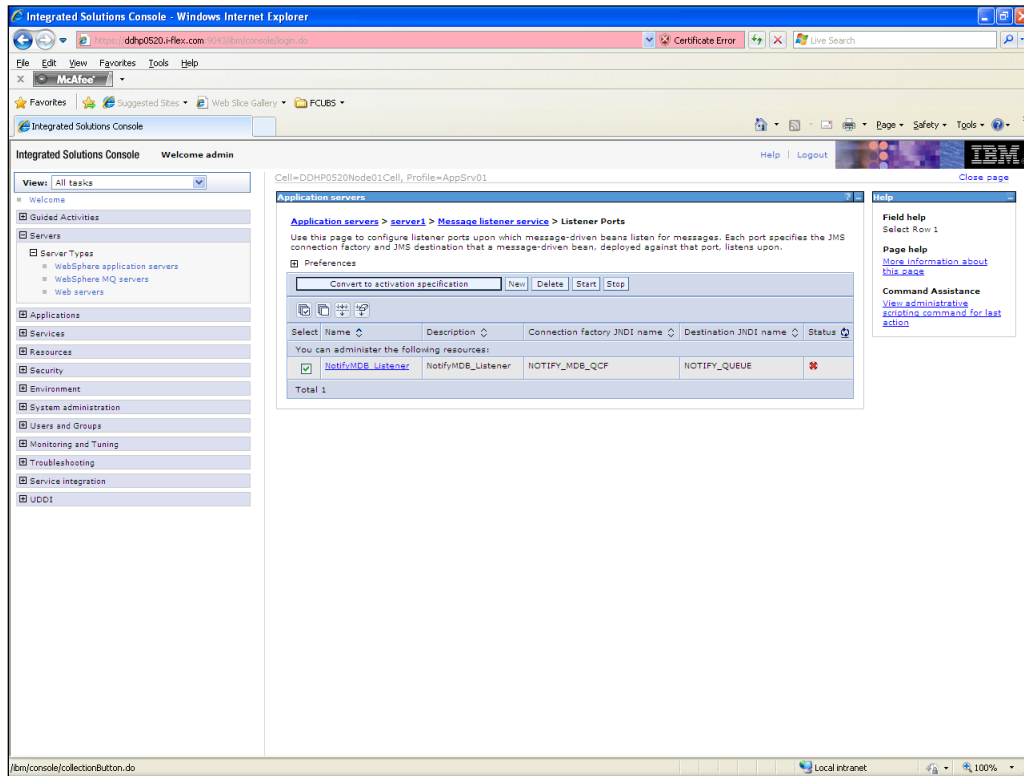 Integrated Solutions Console - Windows Internet Explorer
https://ddhp0520.i-flex.com:9043/ibm/console/login.do
Certificate Error
Live Search
File Edit View Favorites Tools Help
McAfee
Favorites Suggested Sites Web Slice Gallery FCUBS
Integrated Solutions Console
Page Safety Tools
Integrated Solutions Console Welcome admin
Help | Logout
IBM.
View: All tasks
Welcome
Guided Activities
Servers
Server Types
WebSphere application servers
WebSphere MQ servers
Web servers
Applications
Services
Resources
Security
Environment
System administration
Users and Groups
Monitoring and Tuning
Troubleshooting
Service integration
UDDI
Cell=DDHP0520Node01Cell, Profile=AppSrv01
Close page
Application servers
? _
Application servers > server1 > Message listener service > Listener Ports
Use this page to configure listener ports upon which message-driven beans listen for messages. Each port specifies the JMS
connection factory and JMS destination that a message-driven bean, deployed against that port, listens upon.
Preferences
Convert to activation specification New Delete Start Stop
Select Name Description Connection factory JNDI name Destination JNDI name Status
You can administer the following resources:
NotifyMDB_Listener NotifyMDB_Listener NOTIFY_MDB_QCF NOTIFY_QUEUE
Total 1
Help
Field help
Select Row 1
Page help
More information about
this page
Command Assistance
View administrative
scripting command for last
action
/ibm/console/collectionButton.do
Local intranet
100%